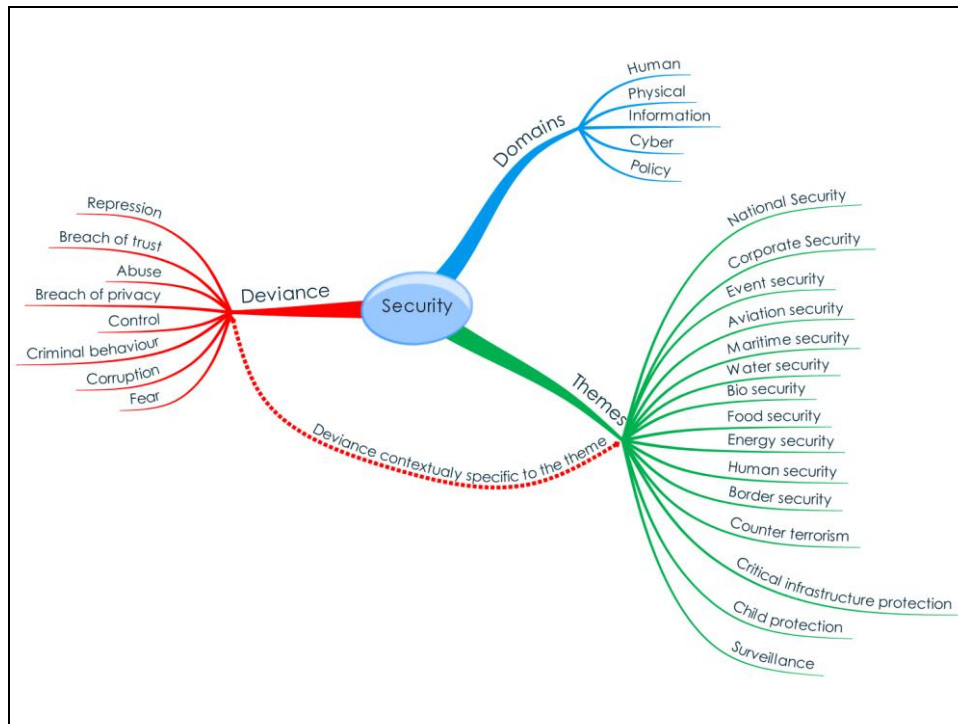 Security
Domains
Human
Physical
Information
Cyber
Policy
Deviance
Repression
Breach of trust
Abuse
Breach of privacy
Control
Criminal behaviour
Corruption
Fear
Deviance contextualy specific to the theme
Themes
National Security
Corporate Security
Event security
Aviation security
Maritime security
Water security
Bio security
Food security
Energy security
Human security
Border security
Counter terrorism
Critical infrastructure protection
Child protection
Surveillance